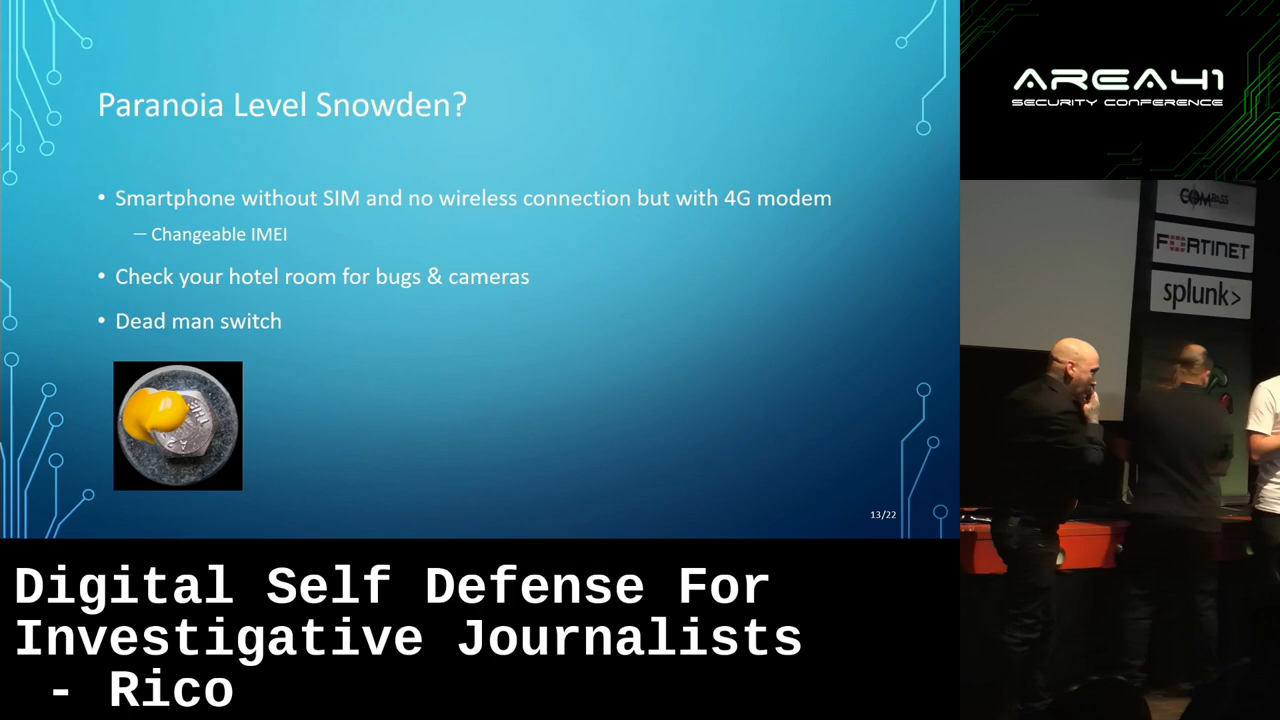 Paranoia Level Snowden?
• Smartphone without SIM and no wireless connection but with 4G modem
– Changeable IMEI
• Check your hotel room for bugs & cameras
• Dead man switch
13/22
AREA41
SECURITY CONFERENCE
COMPASS
FORTINET
splunk>
Digital Self Defense For
Investigative Journalists
- Rico